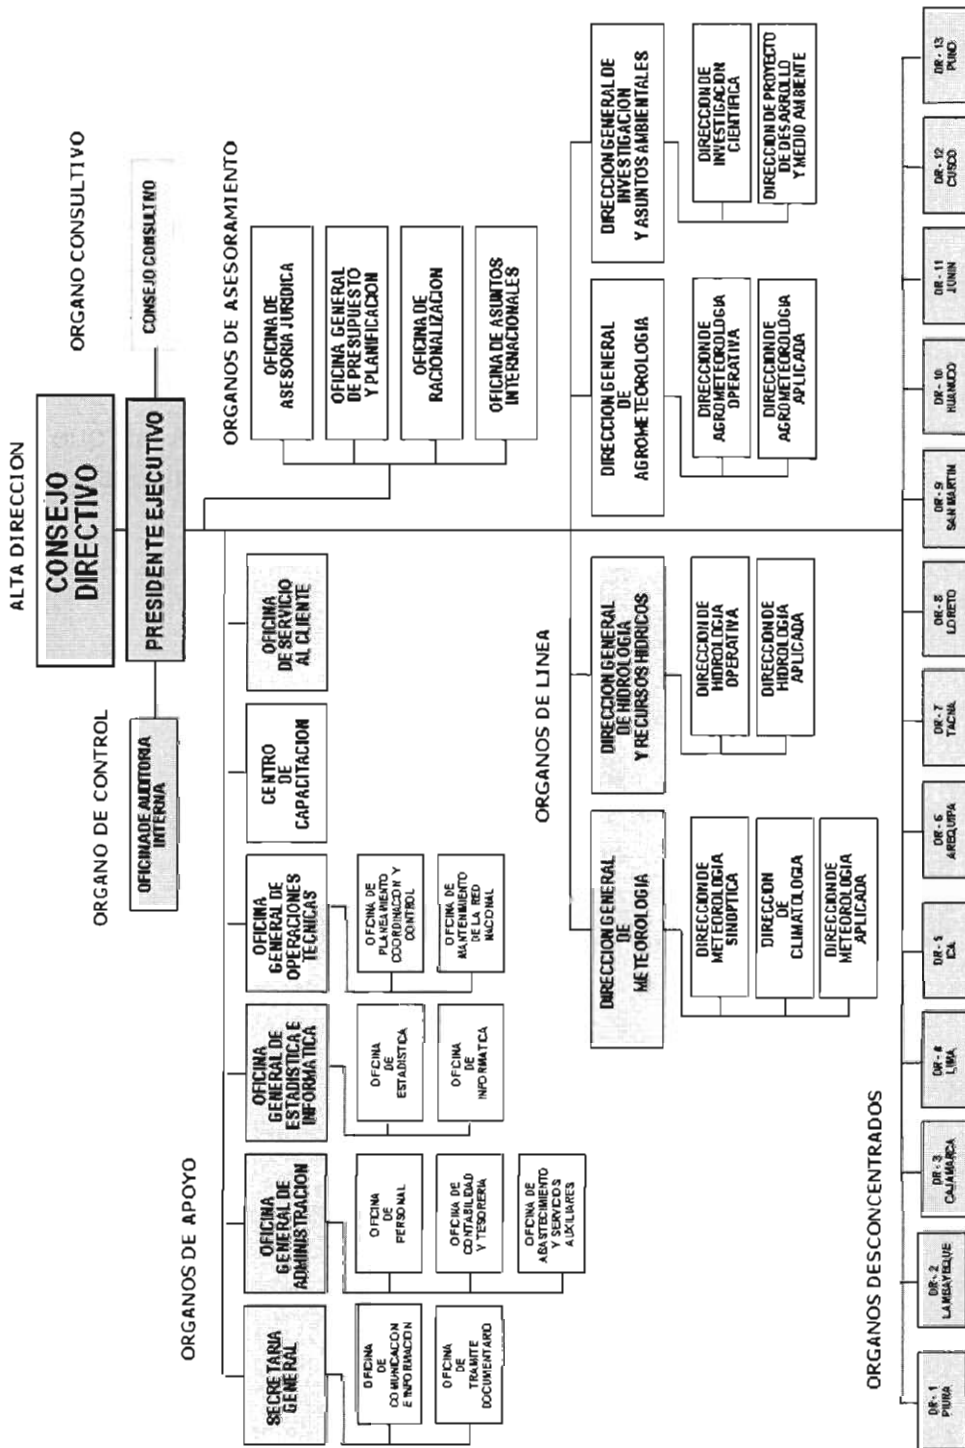 ALTA DIRECCION
CONSEJO
DIRECTIVO
PRESIDENTE EJECUTIVO
ORGANO CONSULTIVO
CONSEJO CONSULTIVO
ORGANO DE CONTROL
OFICINA DE AUDITORIA
INTERNA
ORGANOS DE ASESORAMIENTO
OFICINA DE
ASESORIA JURIDICA
OFICINA GENERAL
DE PRESUPUESTO
Y PLANIFICACION
OFICINA DE
RACIONALIZACION
OFICINA DE ASUNTOS
INTERNACIONALES
ORGANOS DE APOYO
SECRETARIA
GENERAL
OFICINA
DE
COMUNICACION
E INFORMACION
OFICINA
DE
TRAMITE
DOCUMENTARIO
OFICINA
GENERAL DE
ADMINISTRACION
OFICINA
DE
PERSONAL
OFICINA DE
CONTABILIDAD
Y TESORERIA
OFICINA DE
ABASTECIMIENTO
Y SERVICIOS
AUXILIARES
OFICINA
GENERAL DE
ESTADISTICA E
INFORMATICA
OFICINA
DE
ESTADISTICA
OFICINA
DE
INFORMATICA
OFICINA
GENERAL DE
OPERACIONES
TECNICAS
OFICINA DE
PLANEAMIENTO
COORDINACION Y
CONTROL
OFICINA DE
MANTENIMIENTO
DE LA RED
NACIONAL
CENTRO
DE
CAPACITACION
OFICINA
DE SERVICIO
AL CLIENTE
ORGANOS DE LINEA
DIRECCION GENERAL
DE
METEOROLOGIA
DIRECCION DE
METEOROLOGIA
SINOPTICA
DIRECCION
DE
CLIMATOLOGIA
DIRECCION DE
METEOROLOGIA
APLICADA
DIRECCION GENERAL
DE HIDROLOGIA
Y RECURSOS HIDRICOS
DIRECCION DE
HIDROLOGIA
OPERATIVA
DIRECCION DE
HIDROLOGIA
APLICADA
DIRECCION GENERAL
DE
AGROMETEOROLOGIA
DIRECCION DE
AGROMETEOROLOGIA
OPERATIVA
DIRECCION DE
AGROMETEOROLOGIA
APLICADA
DIRECCION GENERAL DE
INVESTIGACION
Y ASUNTOS AMBIENTALES
DIRECCION DE
INVESTIGACION
CIENTIFICA
DIRECCION DE PROYECTO
DE DESARROLLO
Y MEDIO AMBIENTE
ORGANOS DESCONCENTRADOS
DR - 1
PIURA
DR - 2
LAMBAYEQUE
DR - 3
CAJAMARCA
DR - 4
LIMA
DR - 5
ICA
DR - 6
AREQUIPA
DR - 7
TACNA
DR - 8
LORETO
DR - 9
SAN MARTIN
DR - 10
HUANUCO
DR - 11
JUNIN
DR - 12
CUSCO
DR - 13
PUNO